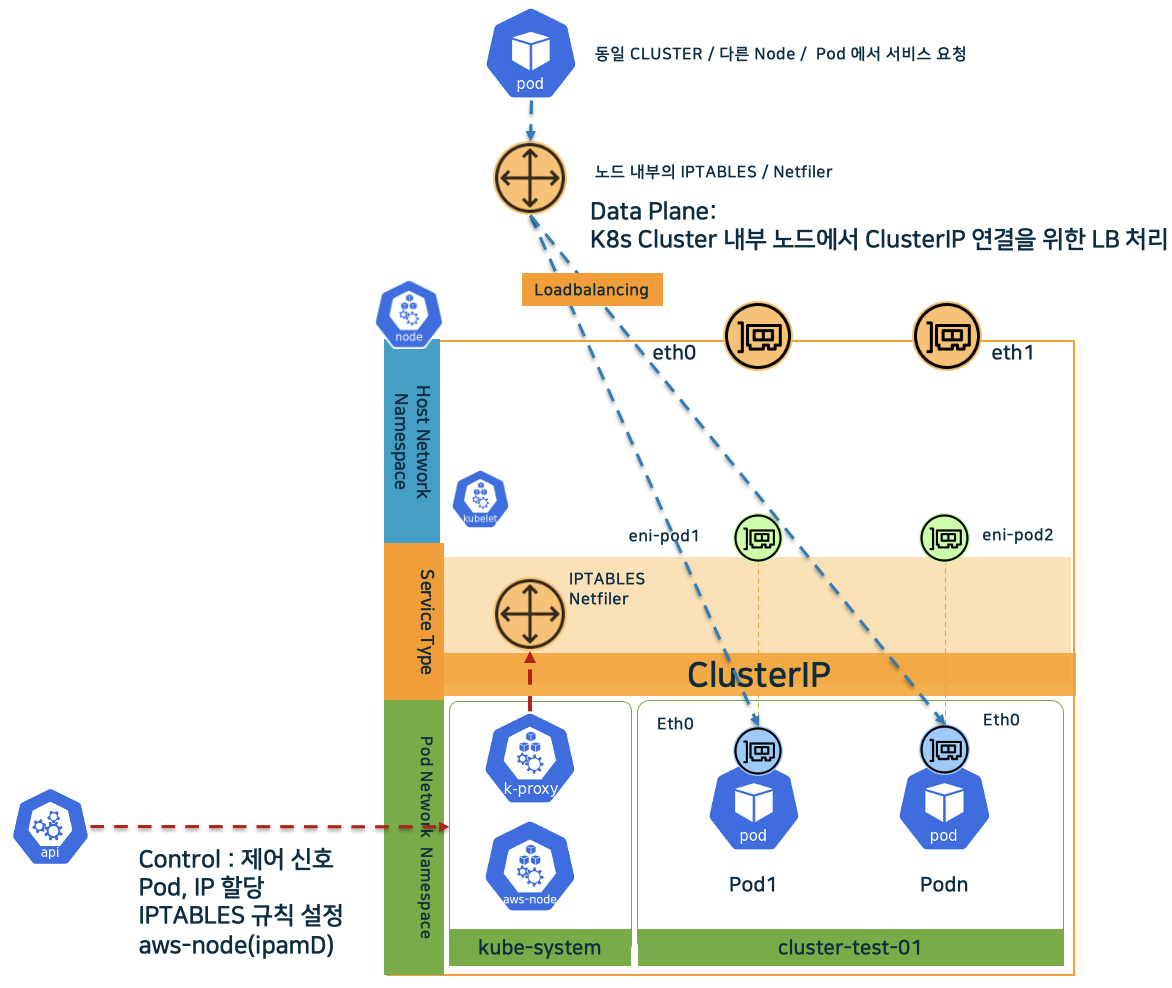 pod
동일 CLUSTER / 다른 Node / Pod 에서 서비스 요청
노드 내부의 IPTABLES / Netfiler
Data Plane:
K8s Cluster 내부 노드에서 ClusterIP 연결을 위한 LB 처리
Loadbalancing
node
eth0
eth1
Host Network
Namespace
kubelet
eni-pod1
eni-pod2
Service Type
IPTABLES
Netfiler
ClusterIP
Pod Network Namespace
Eth0
Eth0
k-proxy
pod
pod
api
Control : 제어 신호
Pod, IP 할당
IPTABLES 규칙 설정
aws-node(ipamD)
aws-node
Pod1
Podn
kube-system
cluster-test-01